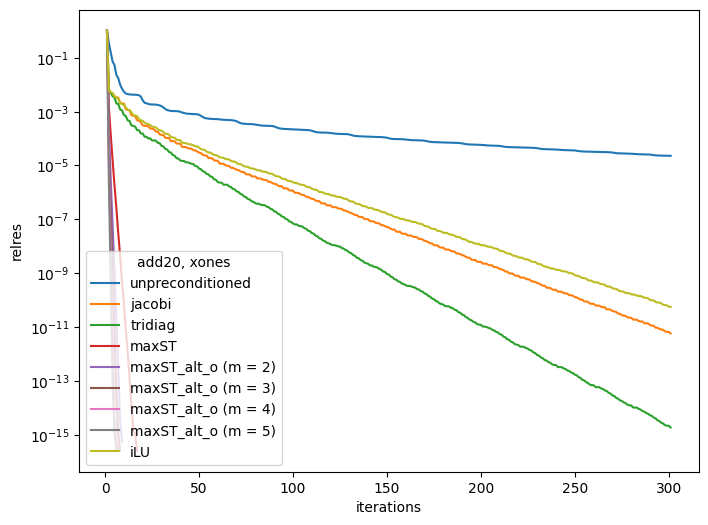 10^-1
10^-3
10^-5
10^-7
10^-9
10^-11
10^-13
10^-15
relres
add20, xones
unpreconditioned
jacobi
tridiag
maxST
maxST_alt_o (m = 2)
maxST_alt_o (m = 3)
maxST_alt_o (m = 4)
maxST_alt_o (m = 5)
iLU
0 50 100 150 200 250 300
iterations